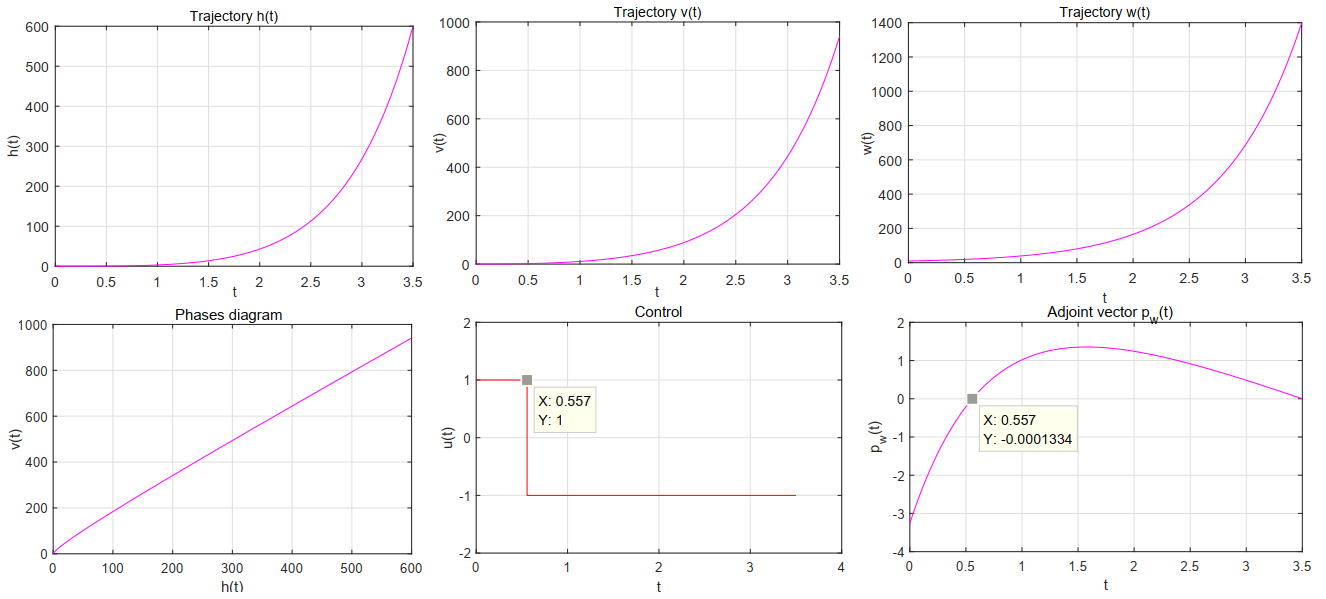 Trajectory h(t)
600
500
400
300
200
100
0
h(t)
0 0.5 1 1.5 2 2.5 3 3.5
t
Trajectory v(t)
1000
800
600
400
200
0
v(t)
0 0.5 1 1.5 2 2.5 3 3.5
t
Trajectory w(t)
1400
1200
1000
800
600
400
200
0
w(t)
0 0.5 1 1.5 2 2.5 3 3.5
t
Phases diagram
1000
800
600
400
200
0
v(t)
0 100 200 300 400 500 600
h(t)
Control
2
1
0
-1
-2
u(t)
X: 0.557
Y: 1
0 1 2 3 4
t
Adjoint vector p_w(t)
2
1
0
-1
-2
-3
-4
p_w(t)
X: 0.557
Y: -0.0001334
0 0.5 1 1.5 2 2.5 3 3.5
t